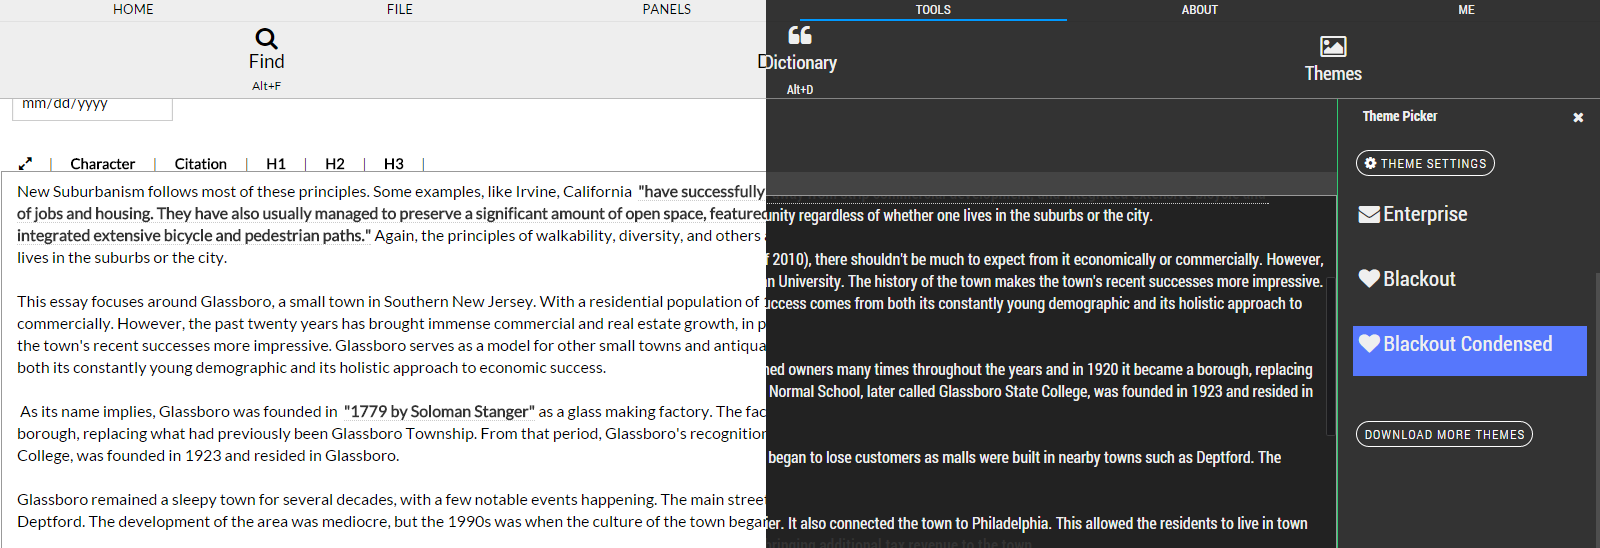 HOME FILE PANELS TOOLS ABOUT ME
Find
Alt+F
Dictionary
Alt+D
Themes
mm/dd/yyyy
Character Citation H1 H2 H3
New Suburbanism follows most of these principles. Some examples, like Irvine, California "have successfully
of jobs and housing. They have also usually managed to preserve a significant amount of open space, featured
integrated extensive bicycle and pedestrian paths." Again, the principles of walkability, diversity, and others
lives in the suburbs or the city.
This essay focuses around Glassboro, a small town in Southern New Jersey. With a residential population of
commercially. However, the past twenty years has brought immense commercial and real estate growth, in
the town's recent successes more impressive. Glassboro serves as a model for other small towns and
both its constantly young demographic and its holistic approach to economic success.
As its name implies, Glassboro was founded in "1779 by Soloman Stanger" as a glass making factory. The
borough, replacing what had previously been Glassboro Township. From that period, Glassboro's recognition
College, was founded in 1923 and resided in Glassboro.
Glassboro remained a sleepy town for several decades, with a few notable events happening. The main street
Deptford. The development of the area was mediocre, but the 1990s was when the culture of the town
regardless of whether one lives in the suburbs or the city.
2010), there shouldn't be much to expect from it economically or commercially. However,
University. The history of the town makes the town's recent successes more impressive.
comes from both its constantly young demographic and its holistic approach to
owners many times throughout the years and in 1920 it became a borough, replacing
Normal School, later called Glassboro State College, was founded in 1923 and resided in
began to lose customers as malls were built in nearby towns such as Deptford. The
It also connected the town to Philadelphia. This allowed the residents to live in town
bringing additional tax revenue to the town.
Theme Picker
THEME SETTINGS
Enterprise
Blackout
Blackout Condensed
DOWNLOAD MORE THEMES